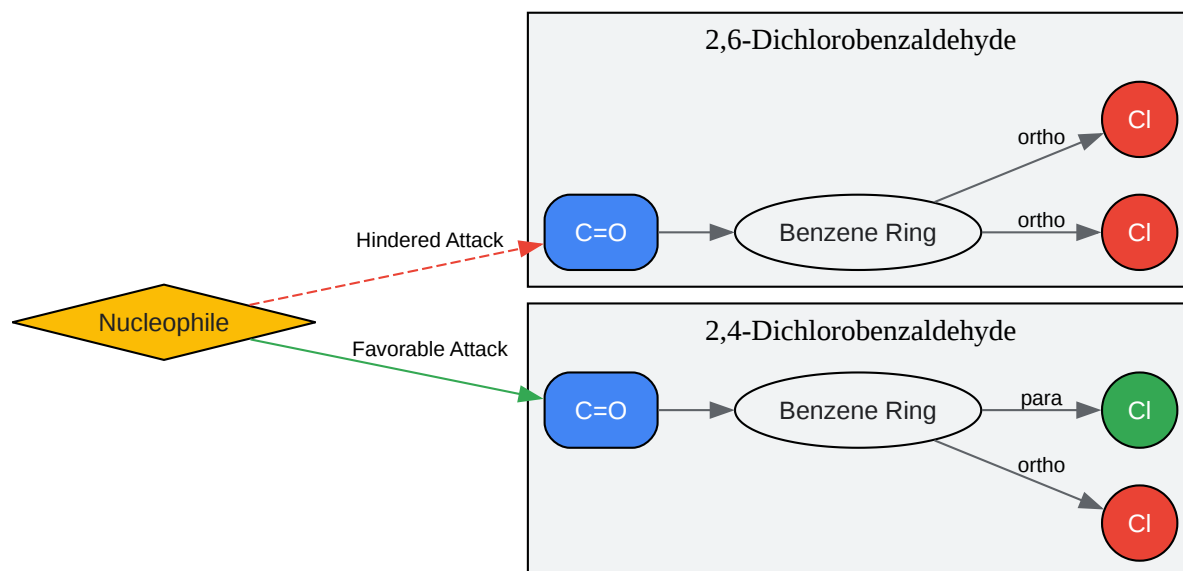 2,6-Dichlorobenzaldehyde
Cl
ortho
C=O
Benzene Ring
ortho
Cl
Hindered Attack
Nucleophile
Favorable Attack
2,4-Dichlorobenzaldehyde
C=O
Benzene Ring
para
Cl
ortho
Cl